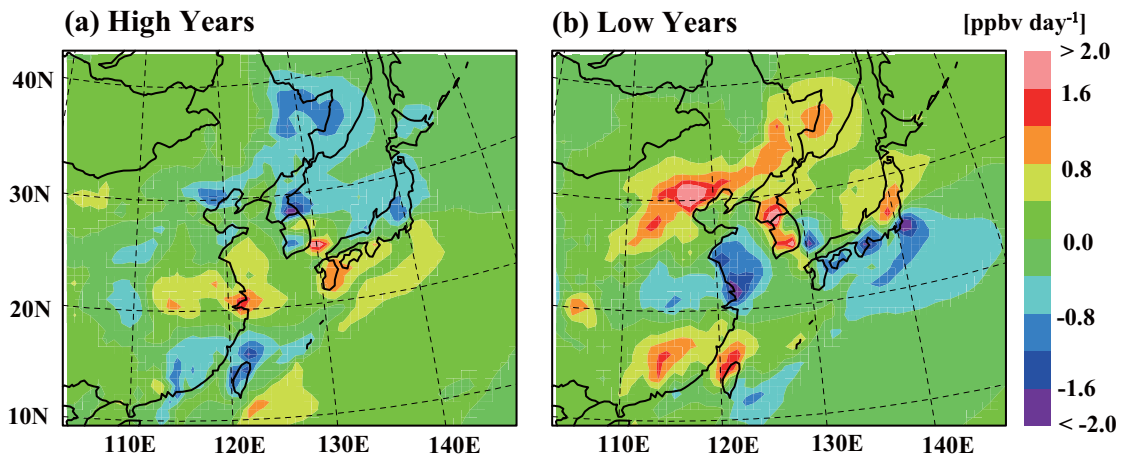 (a) High Years
(b) Low Years
[ppbv day-1]
40N
30N
20N
10N
110E
120E
130E
140E
110E
120E
130E
140E
> 2.0
1.6
0.8
0.0
-0.8
-1.6
< -2.0